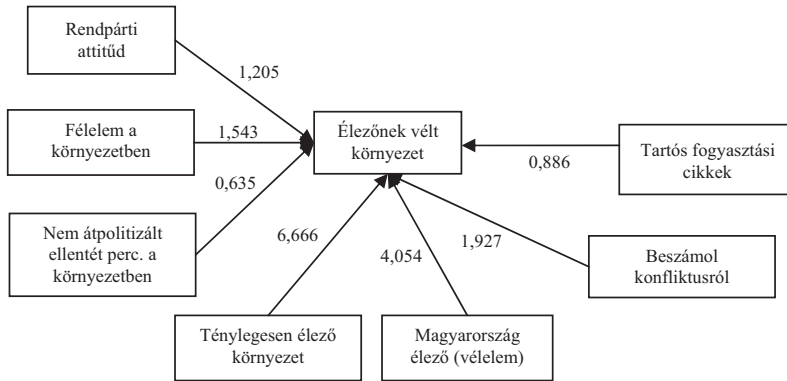 Rendpárti
attitűd
1,205
Félelem a
környezetben
1,543
Élezőnek vélt
környezet
0,886
Tartós fogyasztási
cikkek
0,635
Nem átpolitizált
ellentét perc. a
környezetben
6,666
4,054
1,927
Beszámol
konfliktusról
Ténylegesen élező
környezet
Magyarország
élező (vélelem)